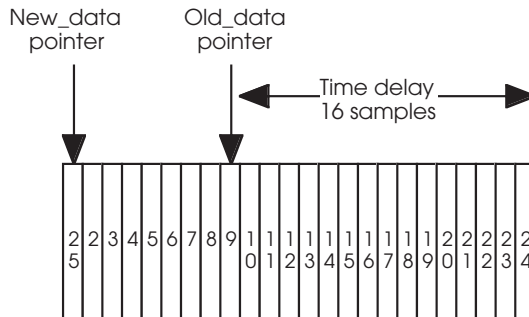 New_data
pointer
Old_data
pointer
Time delay
16 samples
25 2 3 4 5 6 7 8 9 10 11 12 13 14 15 16 17 18 19 20 21 22 23 24